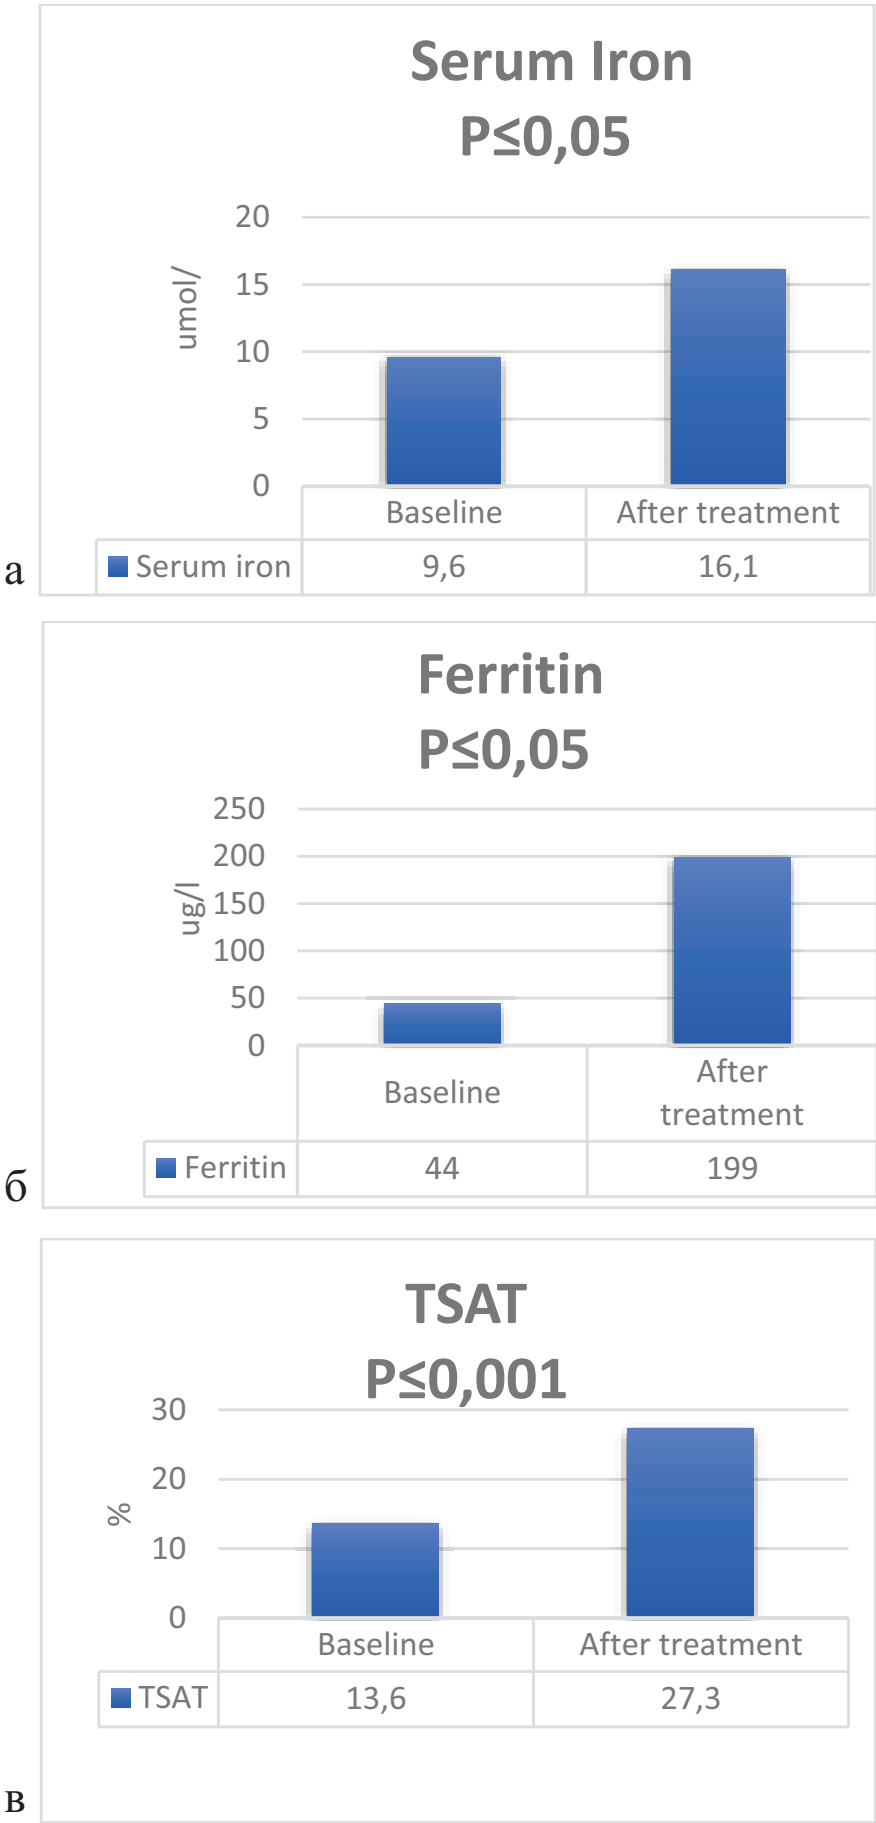 Serum Iron
P≤0,05
20
15
10
5
0
umol/
Baseline After treatment
Serum iron 9,6 16,1
а
Ferritin
P≤0,05
250
200
150
100
50
0
ug/l
Baseline After
treatment
Ferritin 44 199
б
TSAT
P≤0,001
30
20
10
0
%
Baseline After treatment
TSAT 13,6 27,3
в